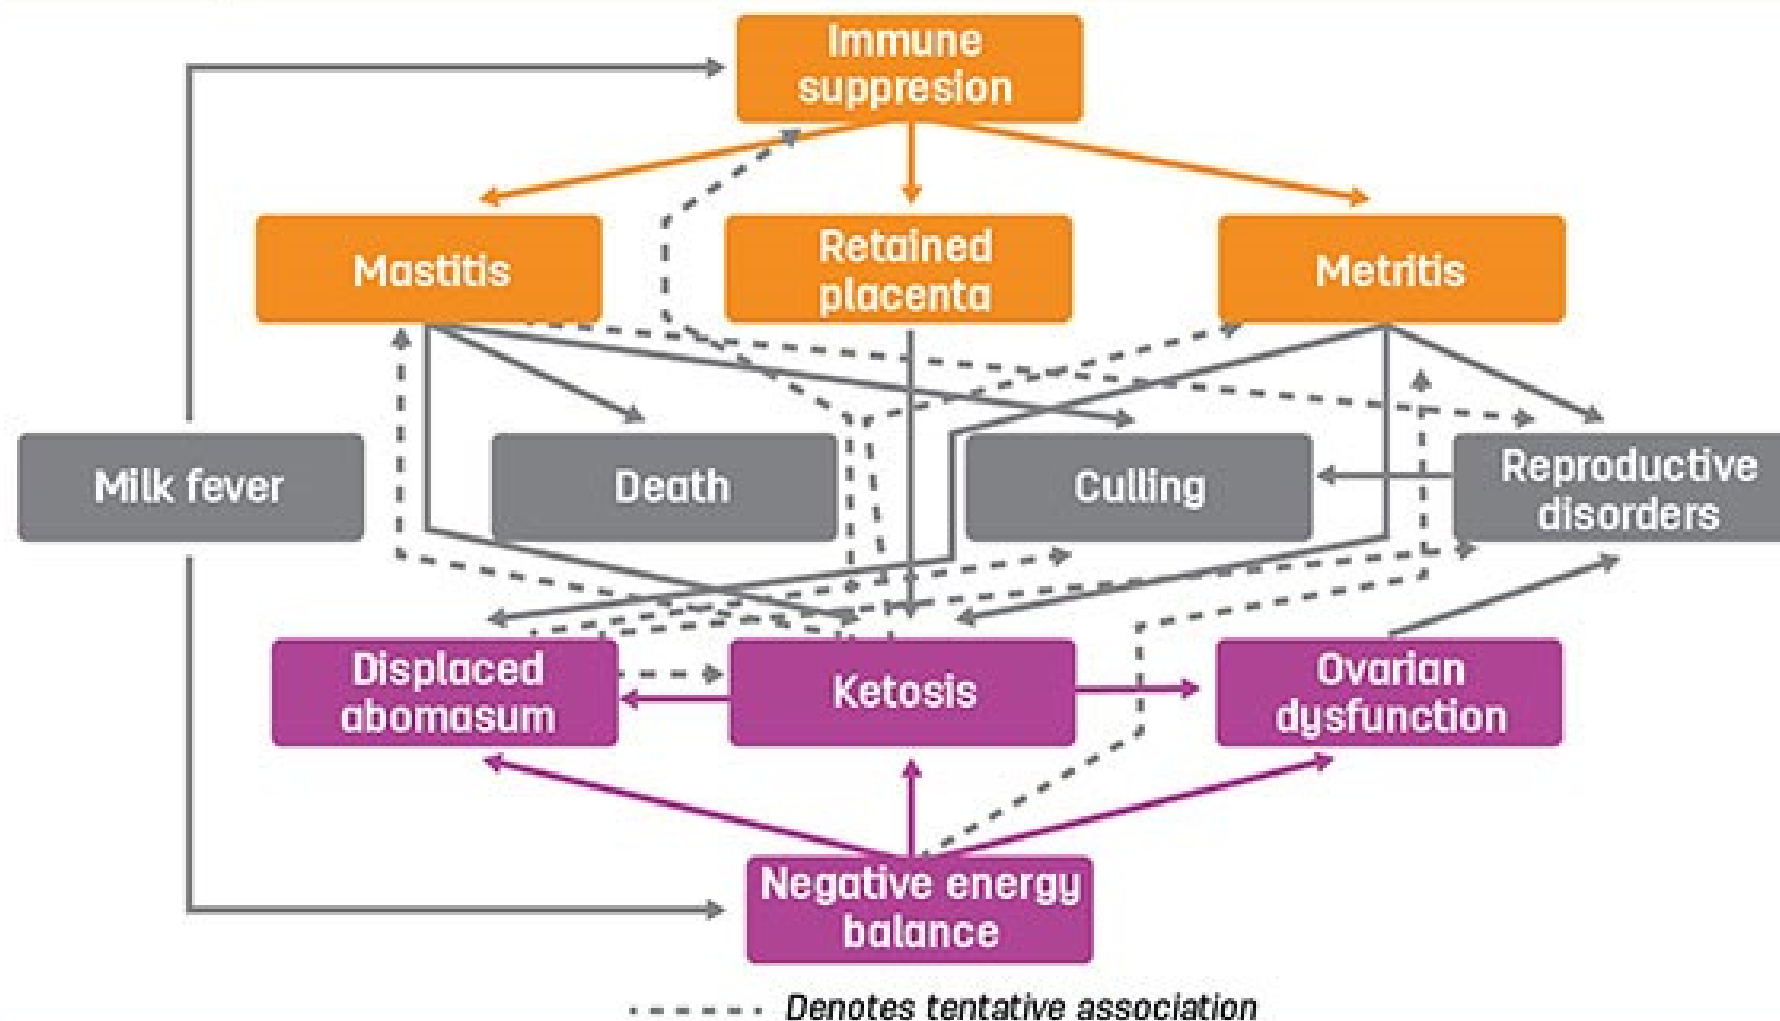 Immune
suppresion
Mastitis
Retained
placenta
Metritis
Milk fever
Death
Culling
Reproductive
disorders
Displaced
abomasum
Ketosis
Ovarian
dysfunction
Negative energy
balance
Denotes tentative association